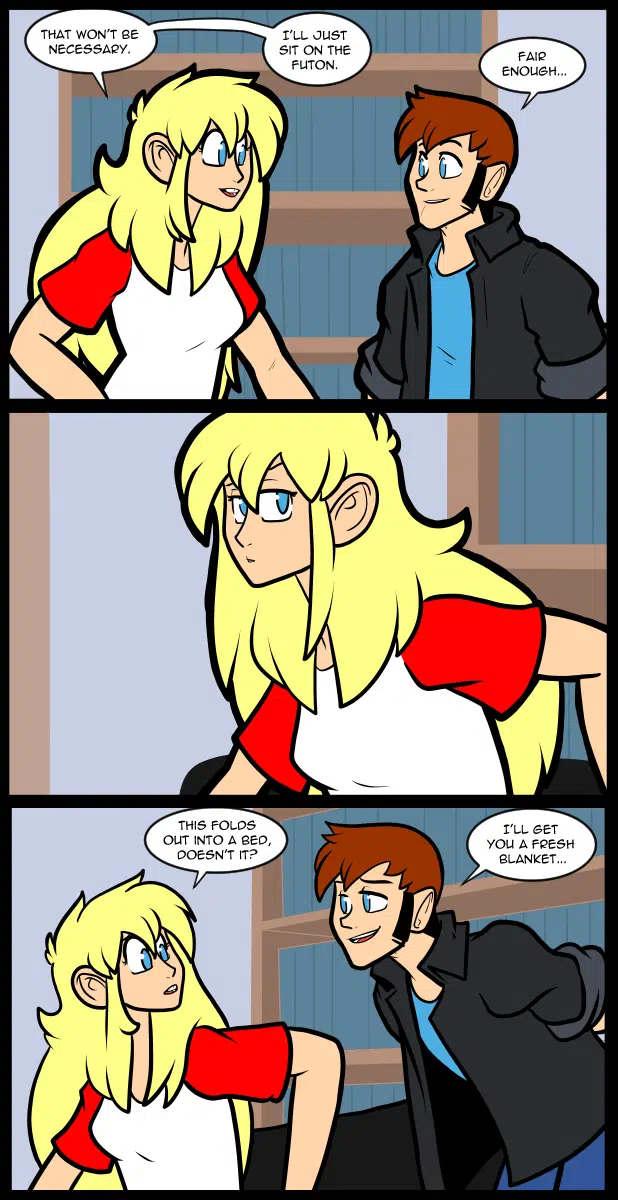 THAT WON'T BE
NECESSARY.
I'LL JUST
SIT ON THE
FUTON.
FAIR
ENOUGH...
THIS FOLDS
OUT INTO A BED,
DOESN'T IT?
I'LL GET
YOU A FRESH
BLANKET...